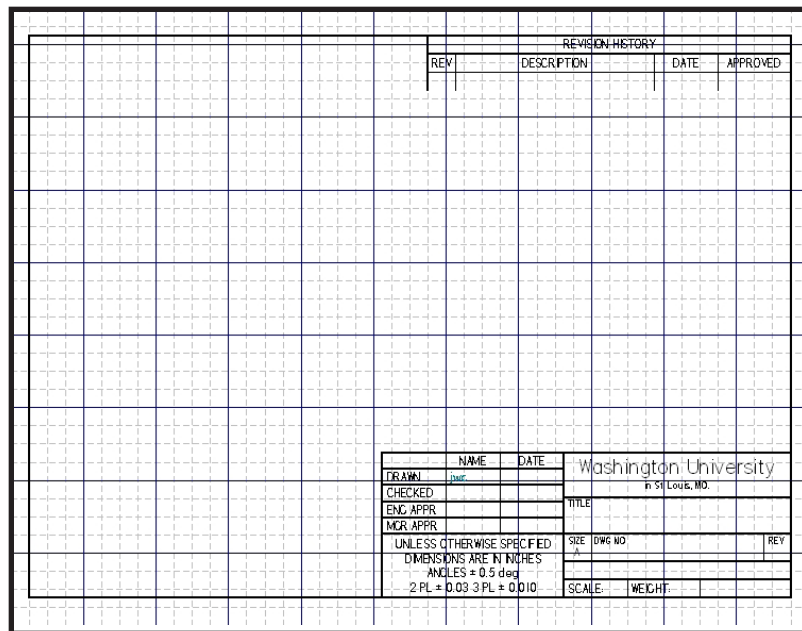 REVISION HISTORY
REV DESCRIPTION DATE APPROVED
NAME DATE
DRAWN jwr.
CHECKED
ENG APPR
MGR APPR
UNLESS OTHERWISE SPECIFIED
DIMENSIONS ARE IN INCHES
ANGLES ± 0.5 deg
2 PL ± 0.03 3 PL ± 0.010
Washington University
in St Louis, MO.
TITLE
SIZE DWG NO REV
A
SCALE: WEIGHT: